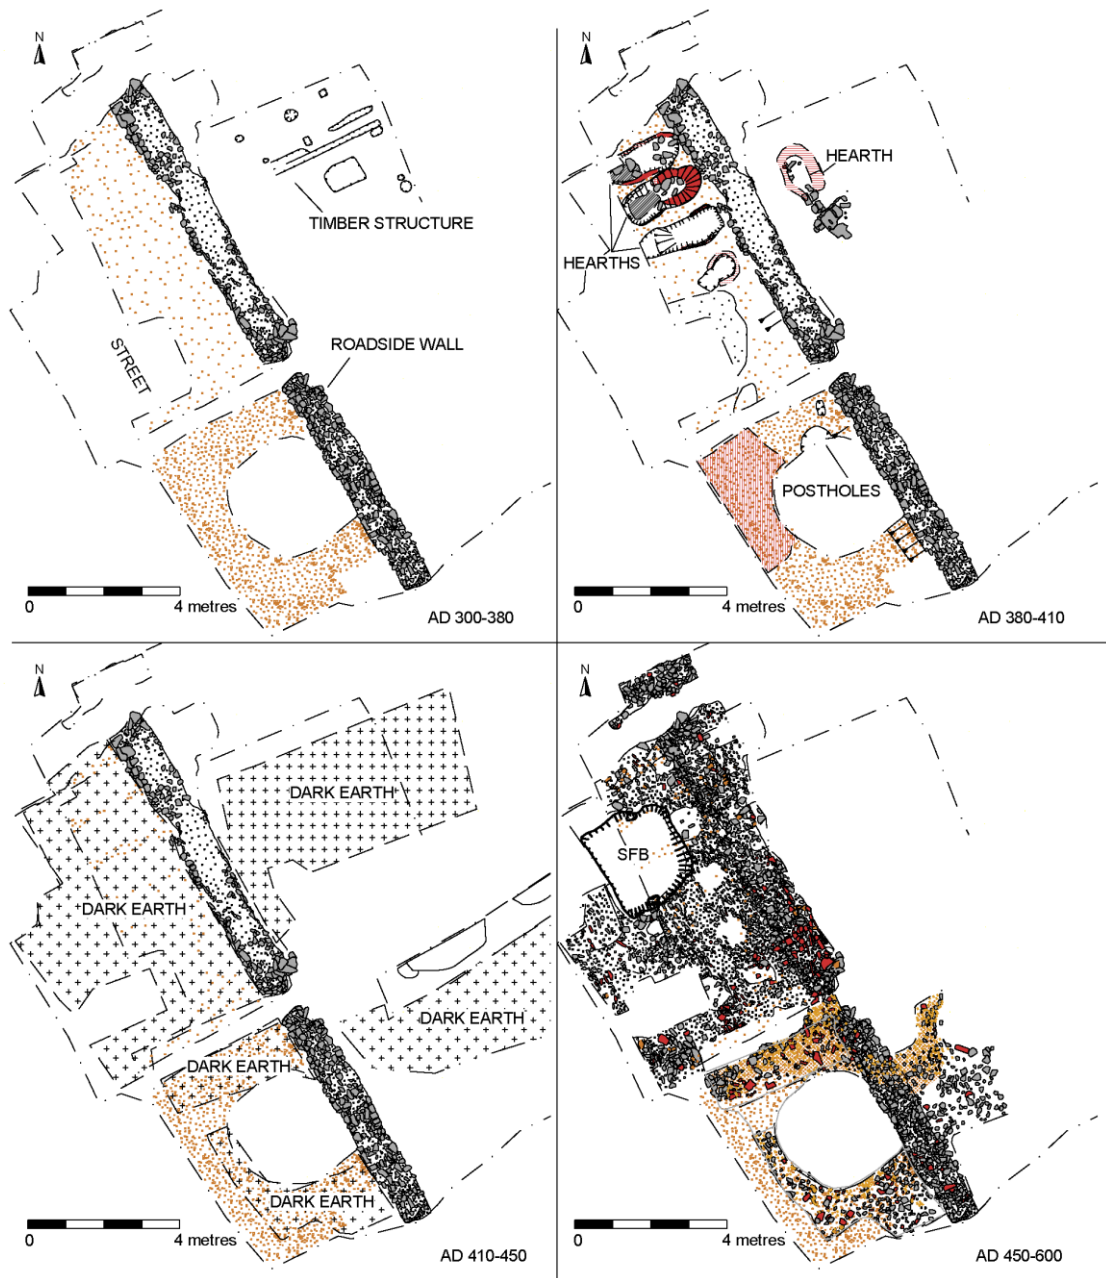 N
TIMBER STRUCTURE
STREET
ROADSIDE WALL
0
4 metres
AD 300-380
N
HEARTH
HEARTHS
POSTHOLES
0
4 metres
AD 380-410
N
DARK EARTH
DARK EARTH
DARK EARTH
DARK EARTH
DARK EARTH
0
4 metres
AD 410-450
N
SFB
0
4 metres
AD 450-600